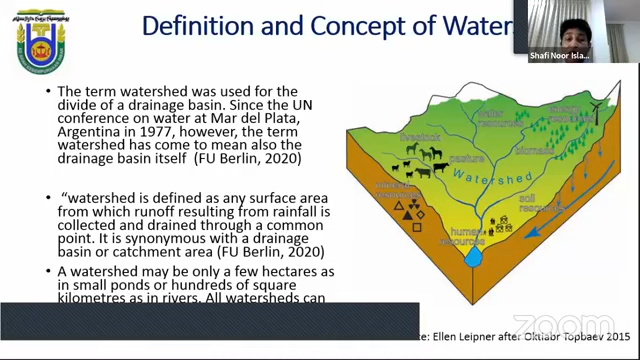 Definition and Concept of Waters
Shafi Noor Isla...
• The term watershed was used for the
divide of a drainage basin. Since the UN
conference on water at Mar del Plata,
Argentina in 1977, however, the term
watershed has come to mean also the
drainage basin itself (FU Berlin, 2020)
• "watershed is defined as any surface area
from which runoff resulting from rainfall is
collected and drained through a common
point. It is synonymous with a drainage
basin or catchment area (FU Berlin, 2020)
• A watershed may be only a few hectares as
in small ponds or hundreds of square
kilometres as in rivers. All watersheds can
water
resources
livestock
biomass
pasture
Watershed
soil
human
resources
: Ellen Leipner after Oktiabr Topbaev 2015
zoom